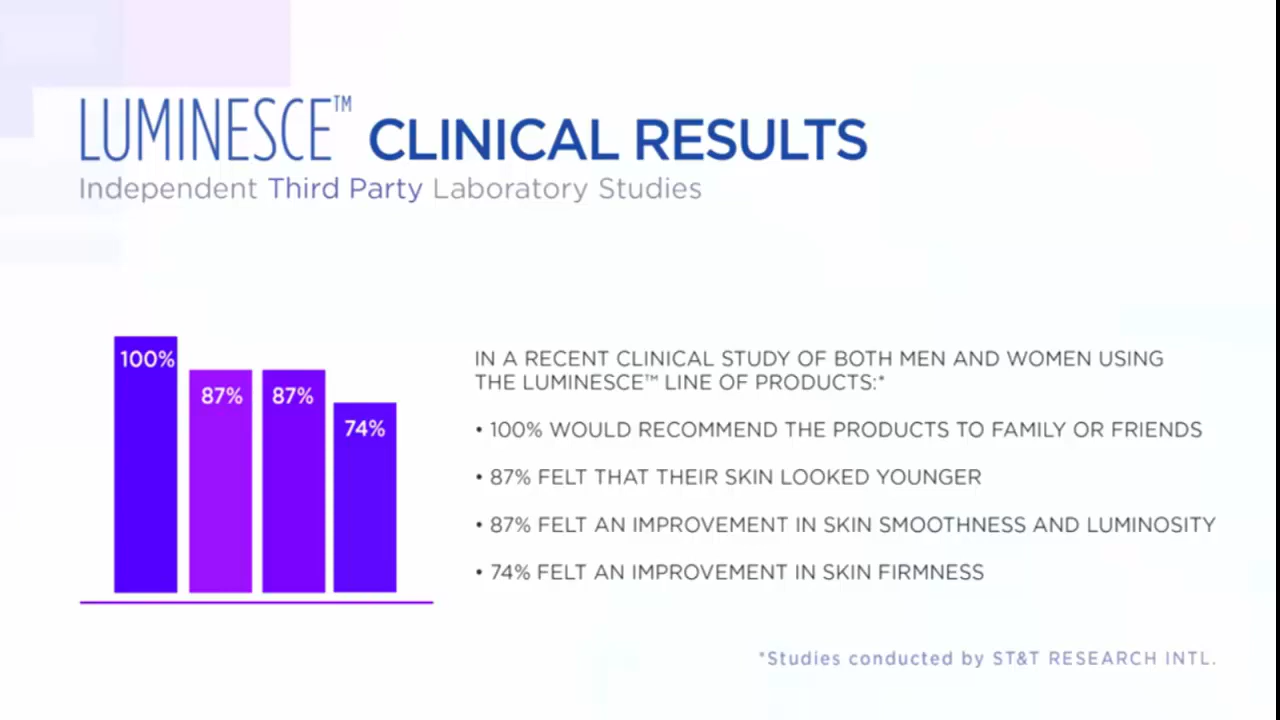 LUMINESCE™ CLINICAL RESULTS
Independent Third Party Laboratory Studies
100%
87%
87%
74%
IN A RECENT CLINICAL STUDY OF BOTH MEN AND WOMEN USING
THE LUMINESCE™ LINE OF PRODUCTS:*
• 100% WOULD RECOMMEND THE PRODUCTS TO FAMILY OR FRIENDS
• 87% FELT THAT THEIR SKIN LOOKED YOUNGER
• 87% FELT AN IMPROVEMENT IN SKIN SMOOTHNESS AND LUMINOSITY
• 74% FELT AN IMPROVEMENT IN SKIN FIRMNESS
*Studies conducted by ST&T RESEARCH INTL.